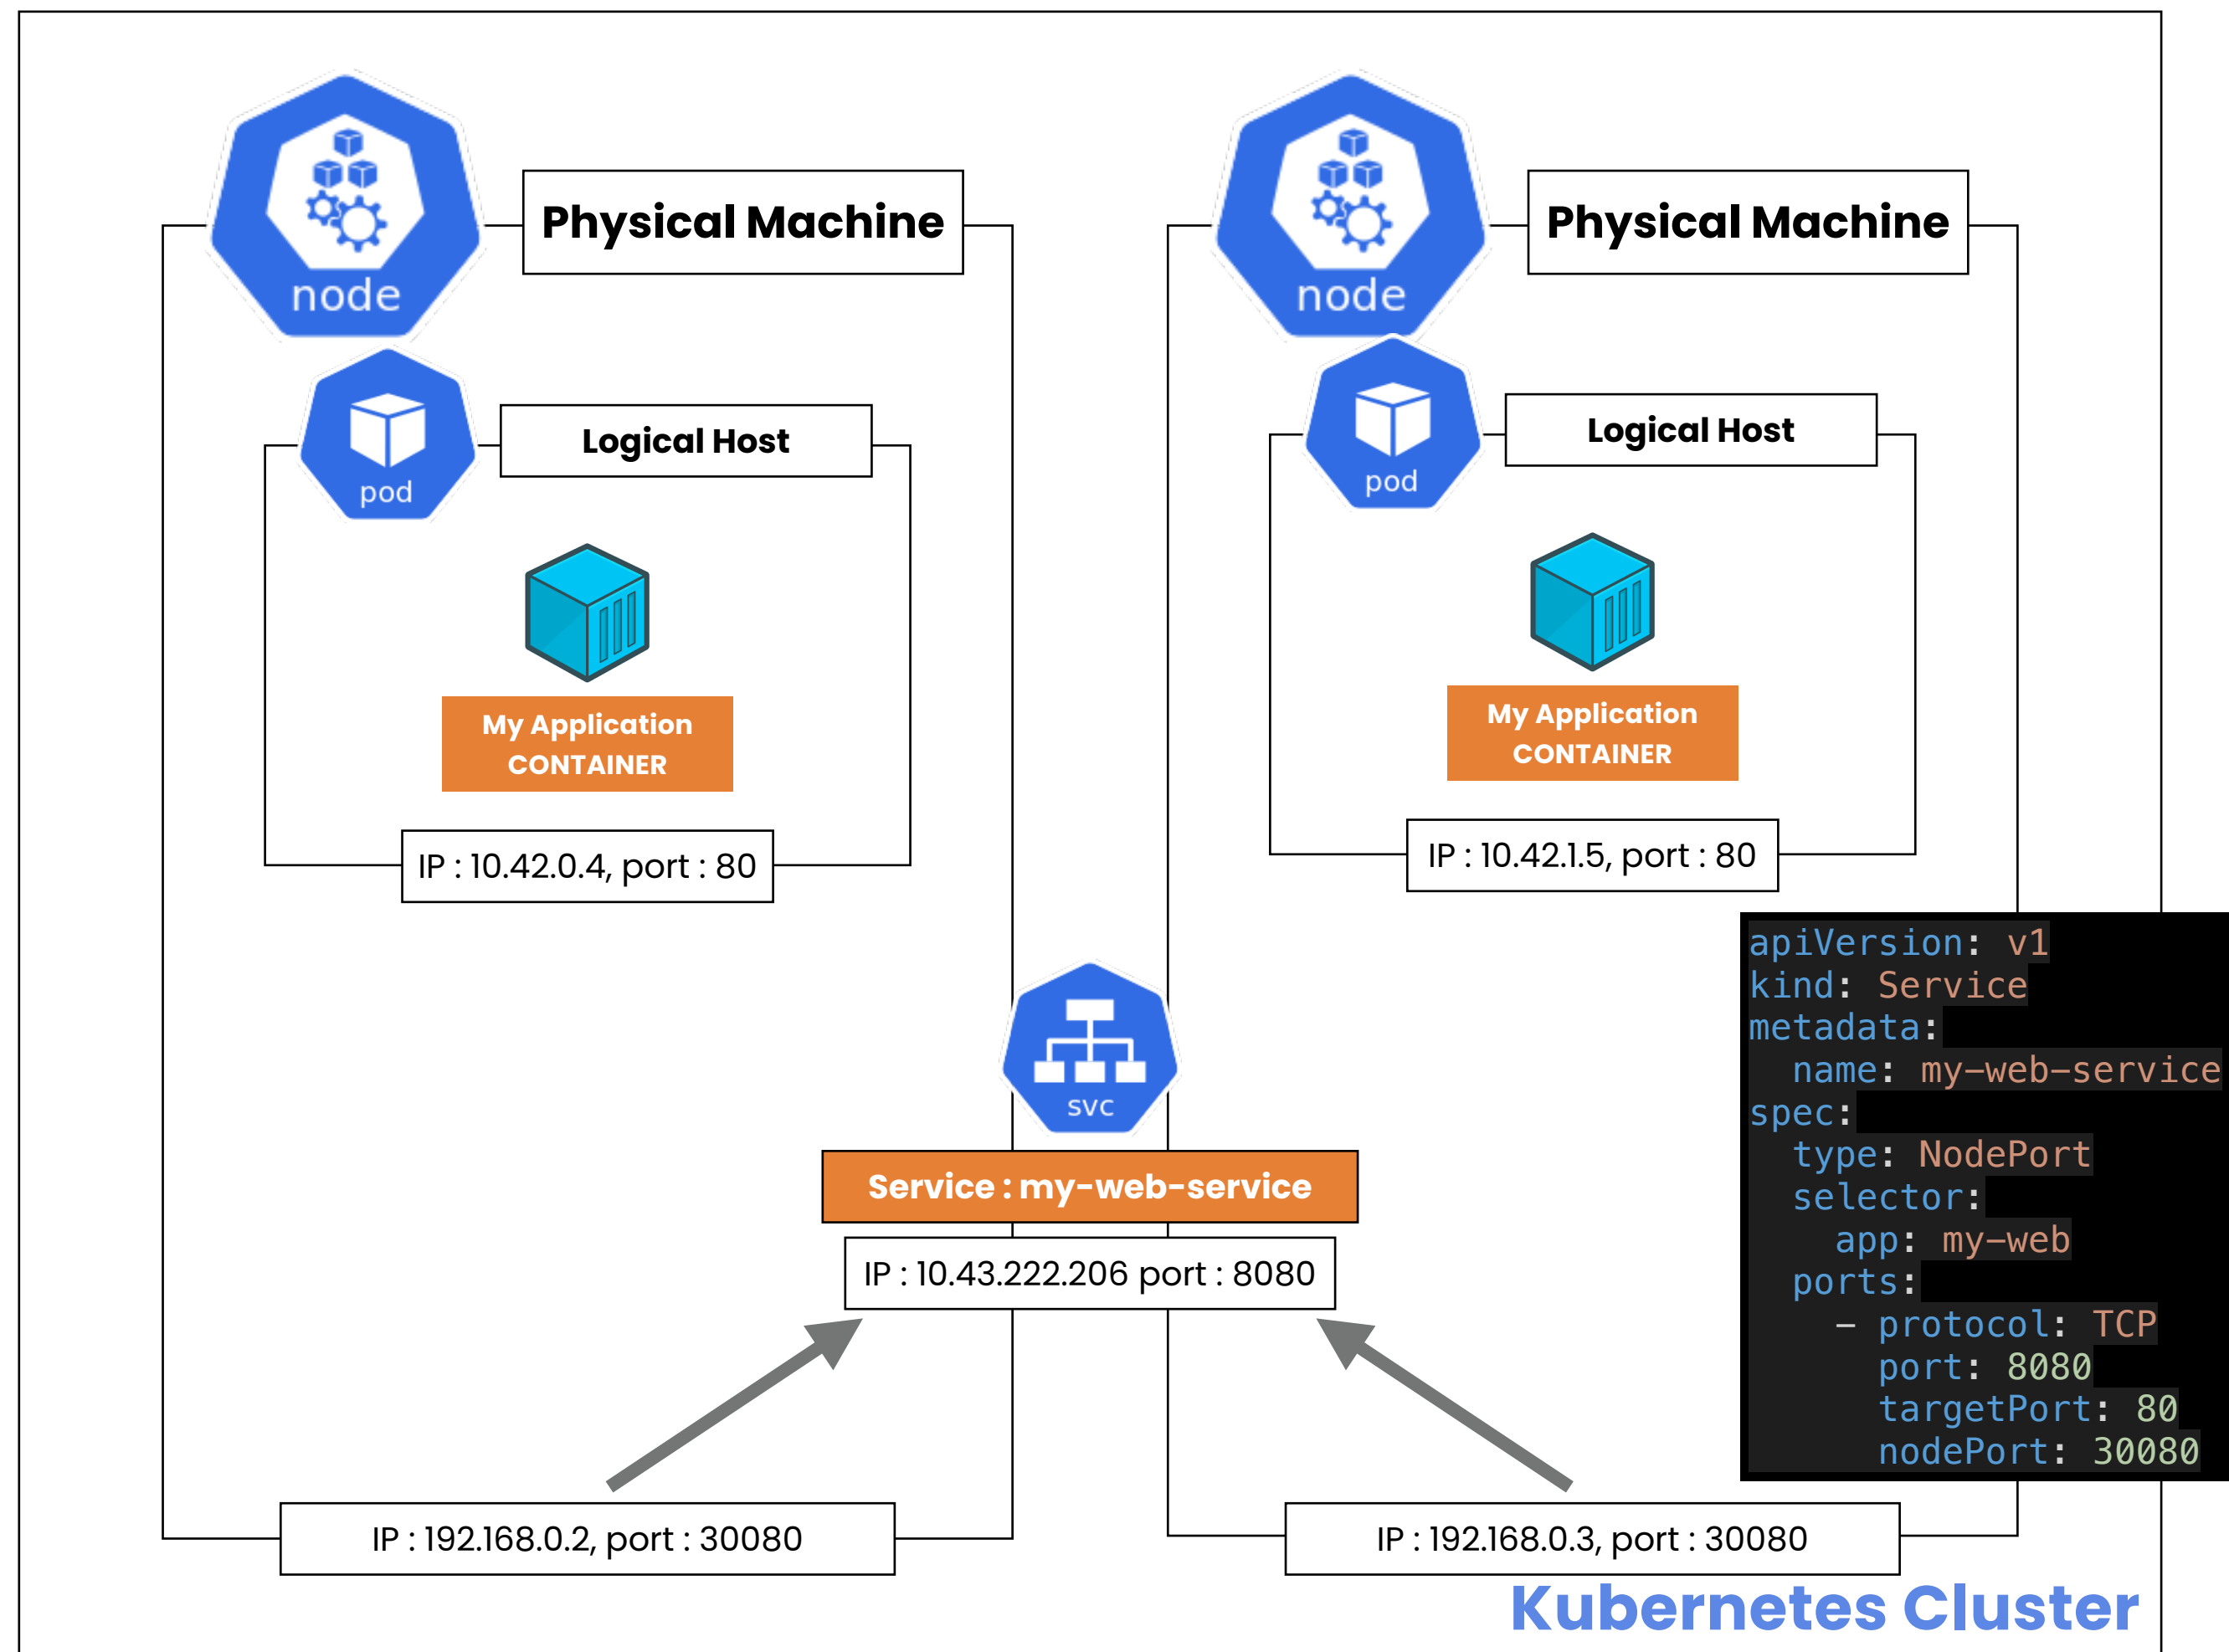 Physical Machine
node
Logical Host
pod
My Application
CONTAINER
IP : 10.42.0.4, port : 80
Physical Machine
node
Logical Host
pod
My Application
CONTAINER
IP : 10.42.1.5, port : 80
svc
Service : my-web-service
IP : 10.43.222.206 port : 8080
IP : 192.168.0.2, port : 30080
IP : 192.168.0.3, port : 30080
apiVersion: v1
kind: Service
metadata:
  name: my-web-service
spec:
  type: NodePort
  selector:
    app: my-web
  ports:
    - protocol: TCP
      port: 8080
      targetPort: 80
      nodePort: 30080
Kubernetes Cluster